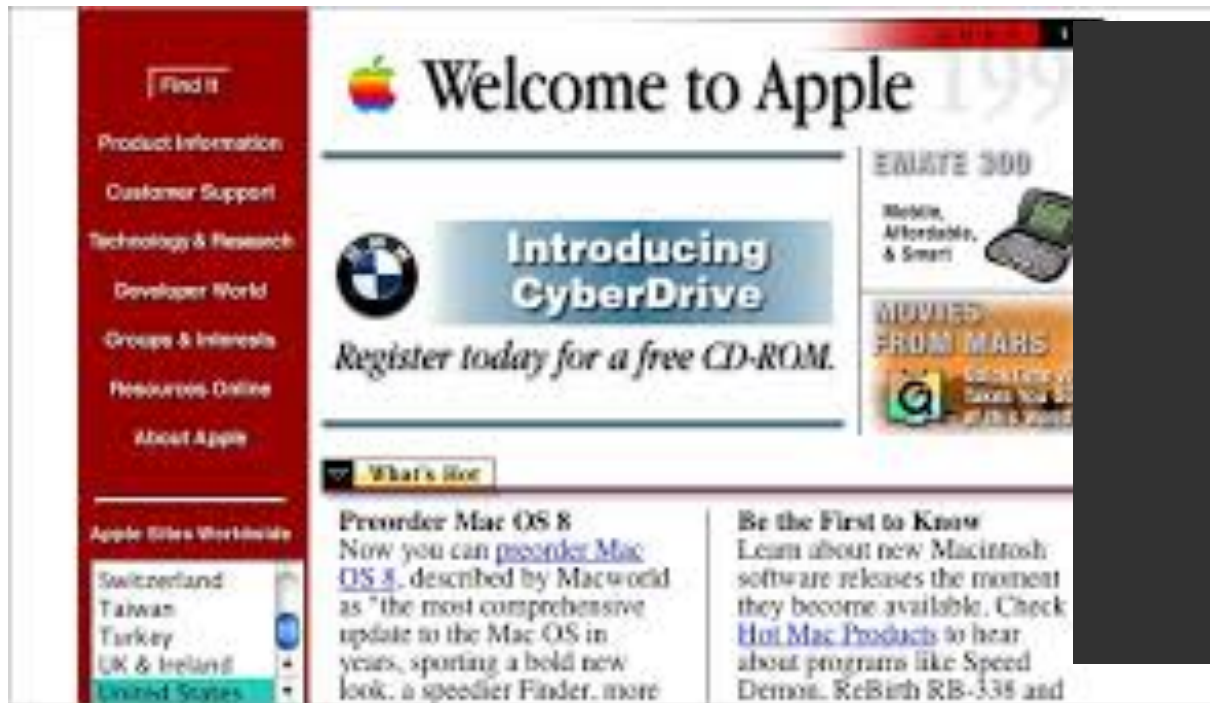 Find It
Product Information
Customer Support
Technology & Research
Developer World
Groups & Interests
Resources Online
About Apple
Apple Sites Worldwide
Switzerland
Taiwan
Turkey
UK & Ireland
United States
Welcome to Apple
199
BMW
Introducing
CyberDrive
Register today for a free CD-ROM.
EMATE 300
Mobile,
Affordable,
& Smart
MOVIES
FROM MARS
What's Hot
Preorder Mac OS 8
Now you can preorder Mac
OS 8, described by Macworld
as "the most comprehensive
update to the Mac OS in
years, sporting a bold new
look, a speedier Finder, more
Be the First to Know
Learn about new Macintosh
software releases the moment
they become available. Check
Hot Mac Products to hear
about programs like Speed
Demon, ReBirth RB-338 and